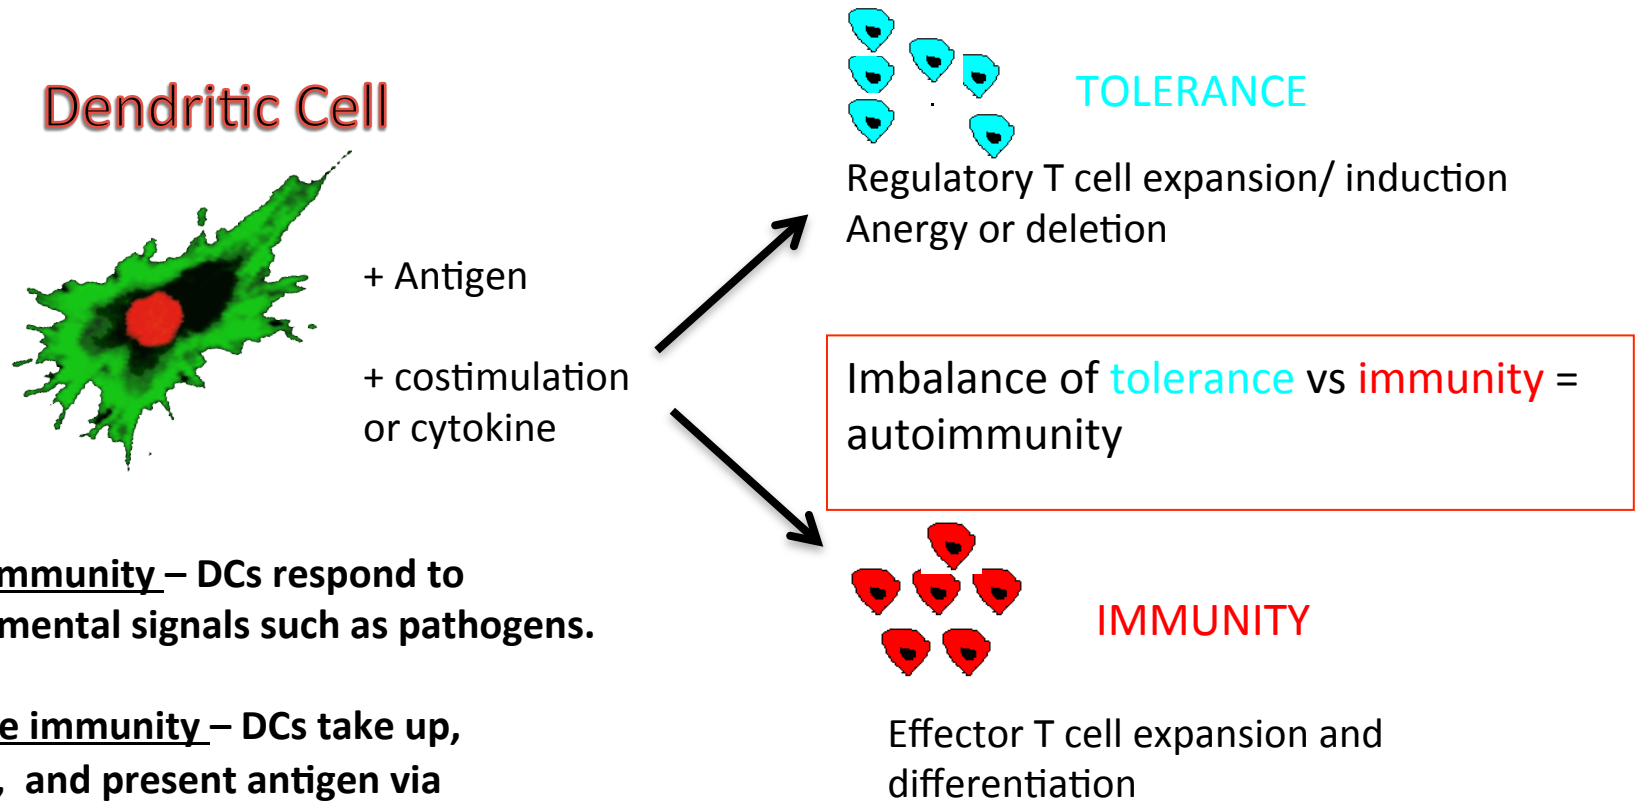 Dendritic Cell
+ Antigen
+ costimulation
or cytokine
TOLERANCE
Regulatory T cell expansion/ induction
Anergy or deletion
Imbalance of tolerance vs immunity =
autoimmunity
IMMUNITY
Effector T cell expansion and
differentiation
mmunity – DCs respond to
mental signals such as pathogens.
e immunity – DCs take up,
, and present antigen via